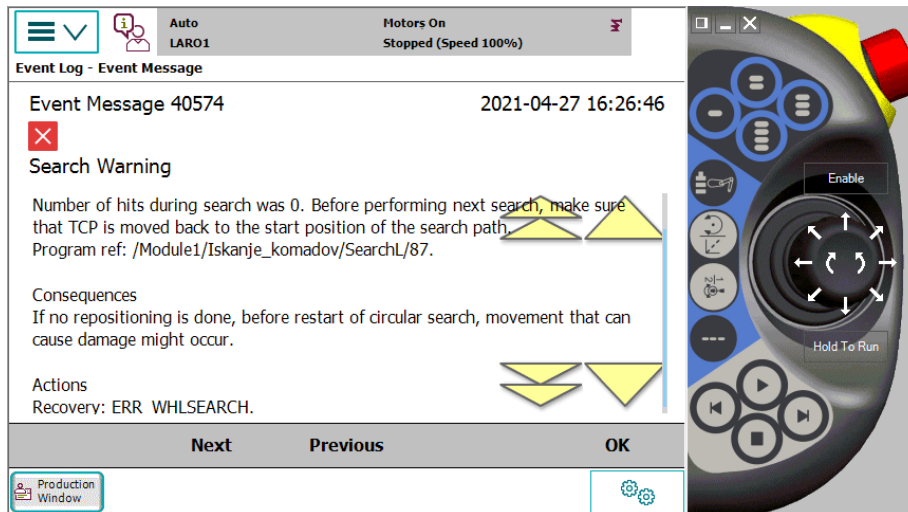 Auto
LARO1
Motors On
Stopped (Speed 100%)
Event Log - Event Message
Event Message 40574
2021-04-27 16:26:46
Search Warning
Number of hits during search was 0. Before performing next search, make sure
that TCP is moved back to the start position of the search path.
Program ref: /Module1/Iskanje_komadov/SearchL/87.
Consequences
If no repositioning is done, before restart of circular search, movement that can
cause damage might occur.
Actions
Recovery: ERR_WHLSEARCH.
Next
Previous
OK
Production
Window
Enable
Hold To Run